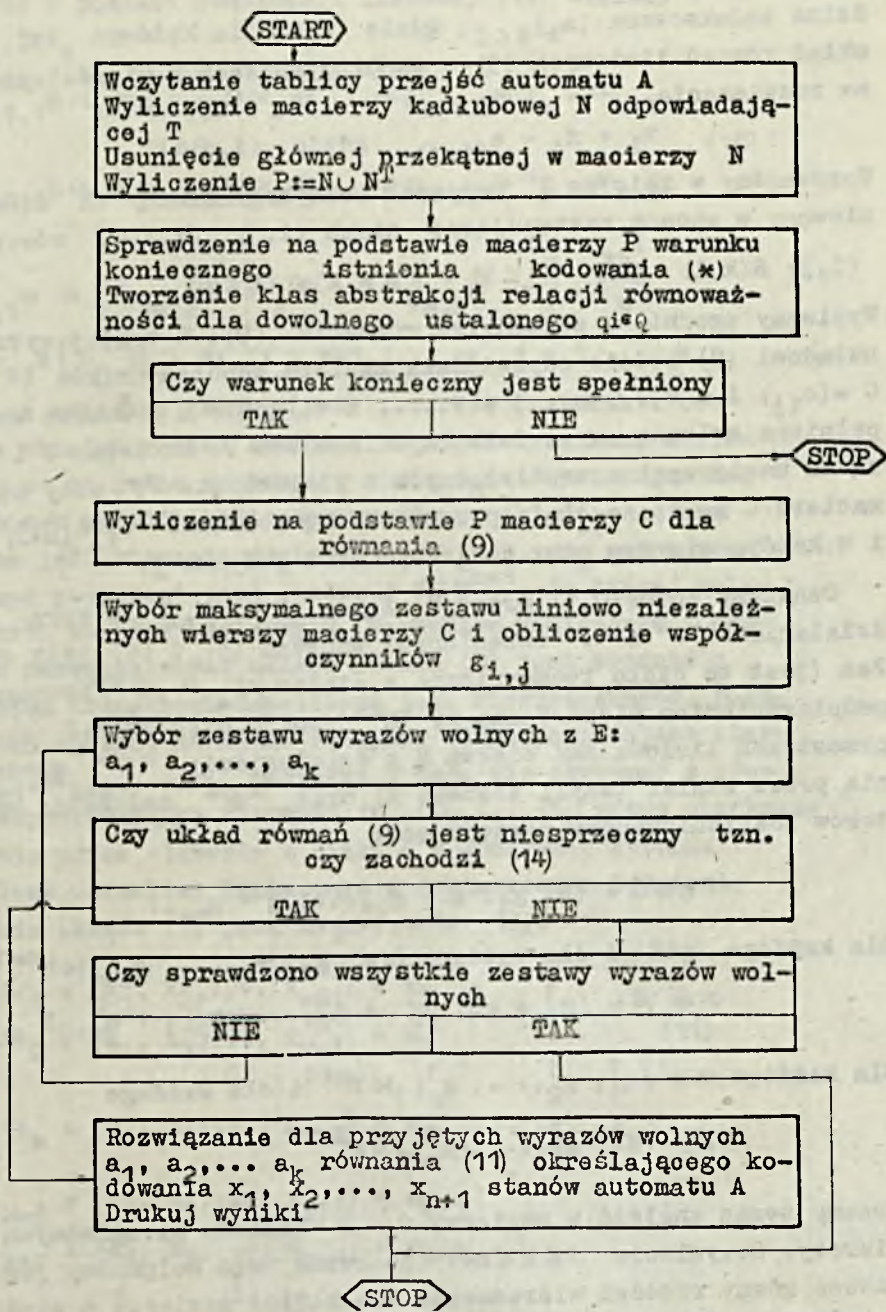 START
Wczytanie tablicy przejść automatu A
Wyliczenie macierzy kadłubowej N odpowiadają-
cej T
Usunięcie głównej przekątnej w macierzy N
Wyliczenie P:=N∪N^T
Sprawdzenie na podstawie macierzy P warunku
koniecznego istnienia kodowania (*)
Tworzenie klas abstrakcji relacji równoważ-
ności dla dowolnego ustalonego qi∈Q
Czy warunek konieczny jest spełniony
TAK NIE
STOP
Wyliczenie na podstawie P macierzy C dla
równania (9)
Wybór maksymalnego zestawu liniowo niezależ-
nych wierszy macierzy C i obliczenie współ-
czynników g_{i,j}
Wybór zestawu wyrazów wolnych z E:
a_1, a_2,..., a_k
Czy układ równań (9) jest niesprzeczny tzn.
czy zachodzi (14)
TAK NIE
Czy sprawdzono wszystkie zestawy wyrazów wol-
nych
NIE TAK
Rozwiązanie dla przyjętych wyrazów wolnych
a_1, a_2,... a_k równania (11) określającego ko-
dowania x_1, x_2,..., x_{n+1} stanów automatu A
Drukuj wyniki
STOP